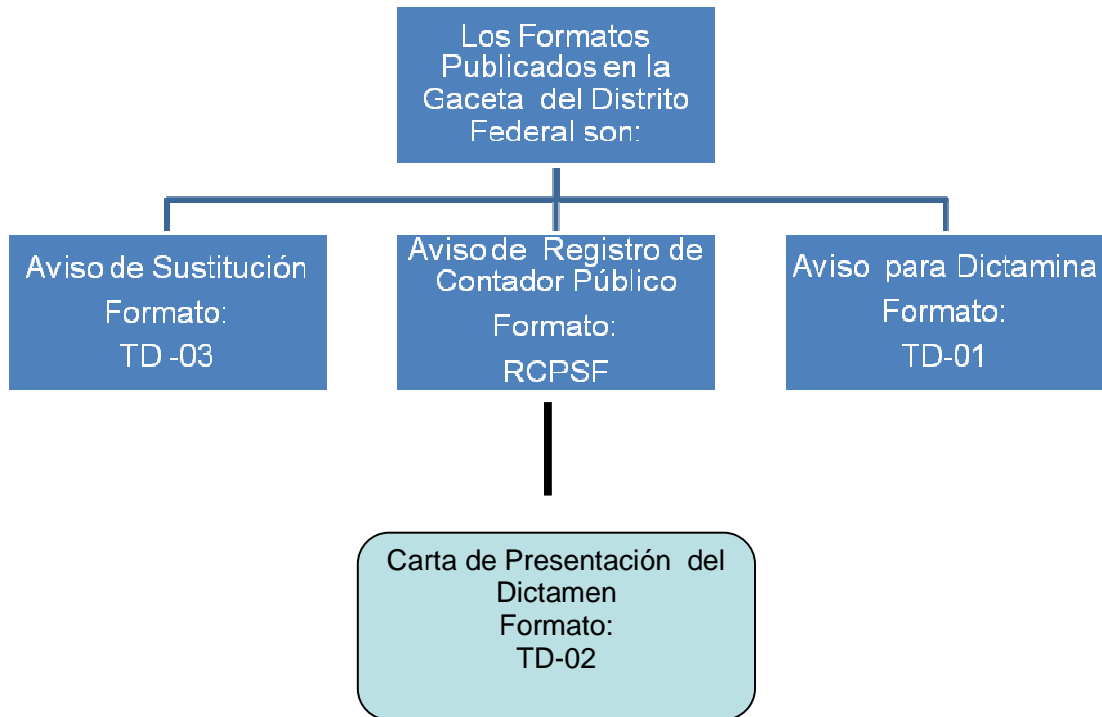 Los Formatos
Publicados en la
Gaceta del Distrito
Federal son:
Aviso de Sustitución
Formato:
TD -03
Aviso de Registro de
Contador Público
Formato:
RCPSF
Aviso para Dictamina
Formato:
TD-01
Carta de Presentación del
Dictamen
Formato:
TD-02